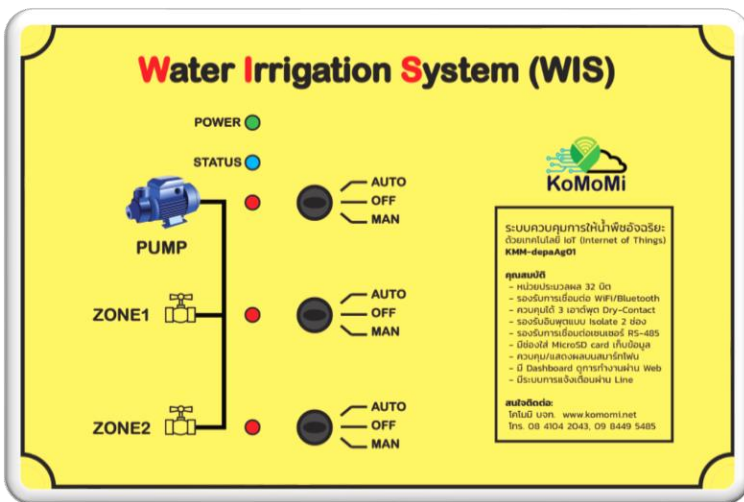 Water Irrigation System (WIS)
POWER
STATUS
PUMP
AUTO
OFF
MAN
ZONE1
AUTO
OFF
MAN
ZONE2
AUTO
OFF
MAN
KoMoMi
ระบบควบคุมการให้น้ำพืชอัจฉริยะ
ด้วยเทคโนโลยี IoT (Internet of Things)
KMM-depaAg01
คุณสมบัติ
- หน่วยประมวลผล 32 บิต
- รองรับการเชื่อมต่อ WiFi/Bluetooth
- ควบคุมได้ 3 เอาต์พุต Dry-Contact
- รองรับอินพุตแบบ Isolate 2 ช่อง
- รองรับการเชื่อมต่อเซนเซอร์ RS-485
- มีช่องใส่ MicroSD card เก็บข้อมูล
- ควบคุม/แสดงผลบนสมาร์ทโฟน
- มี Dashboard ดูการทำงานผ่าน Web
- มีระบบการแจ้งเตือนผ่าน Line
สนใจติดต่อ:
โคโมมิ บจก. www.komomi.net
โทร. 08 4104 2043, 09 8449 5485